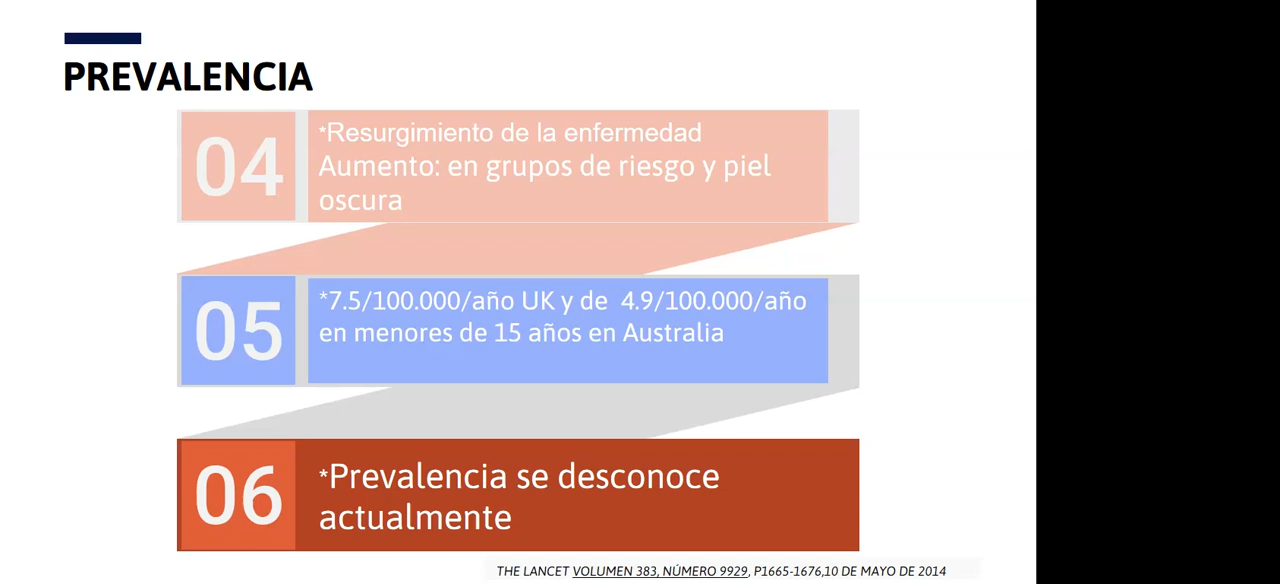 PREVALENCIA
04
*Resurgimiento de la enfermedad
Aumento: en grupos de riesgo y piel
oscura
05
*7.5/100.000/año UK y de 4.9/100.000/año
en menores de 15 años en Australia
06
*Prevalencia se desconoce
actualmente
THE LANCET VOLUMEN 383, NÚMERO 9929, P1665-1676,10 DE MAYO DE 2014